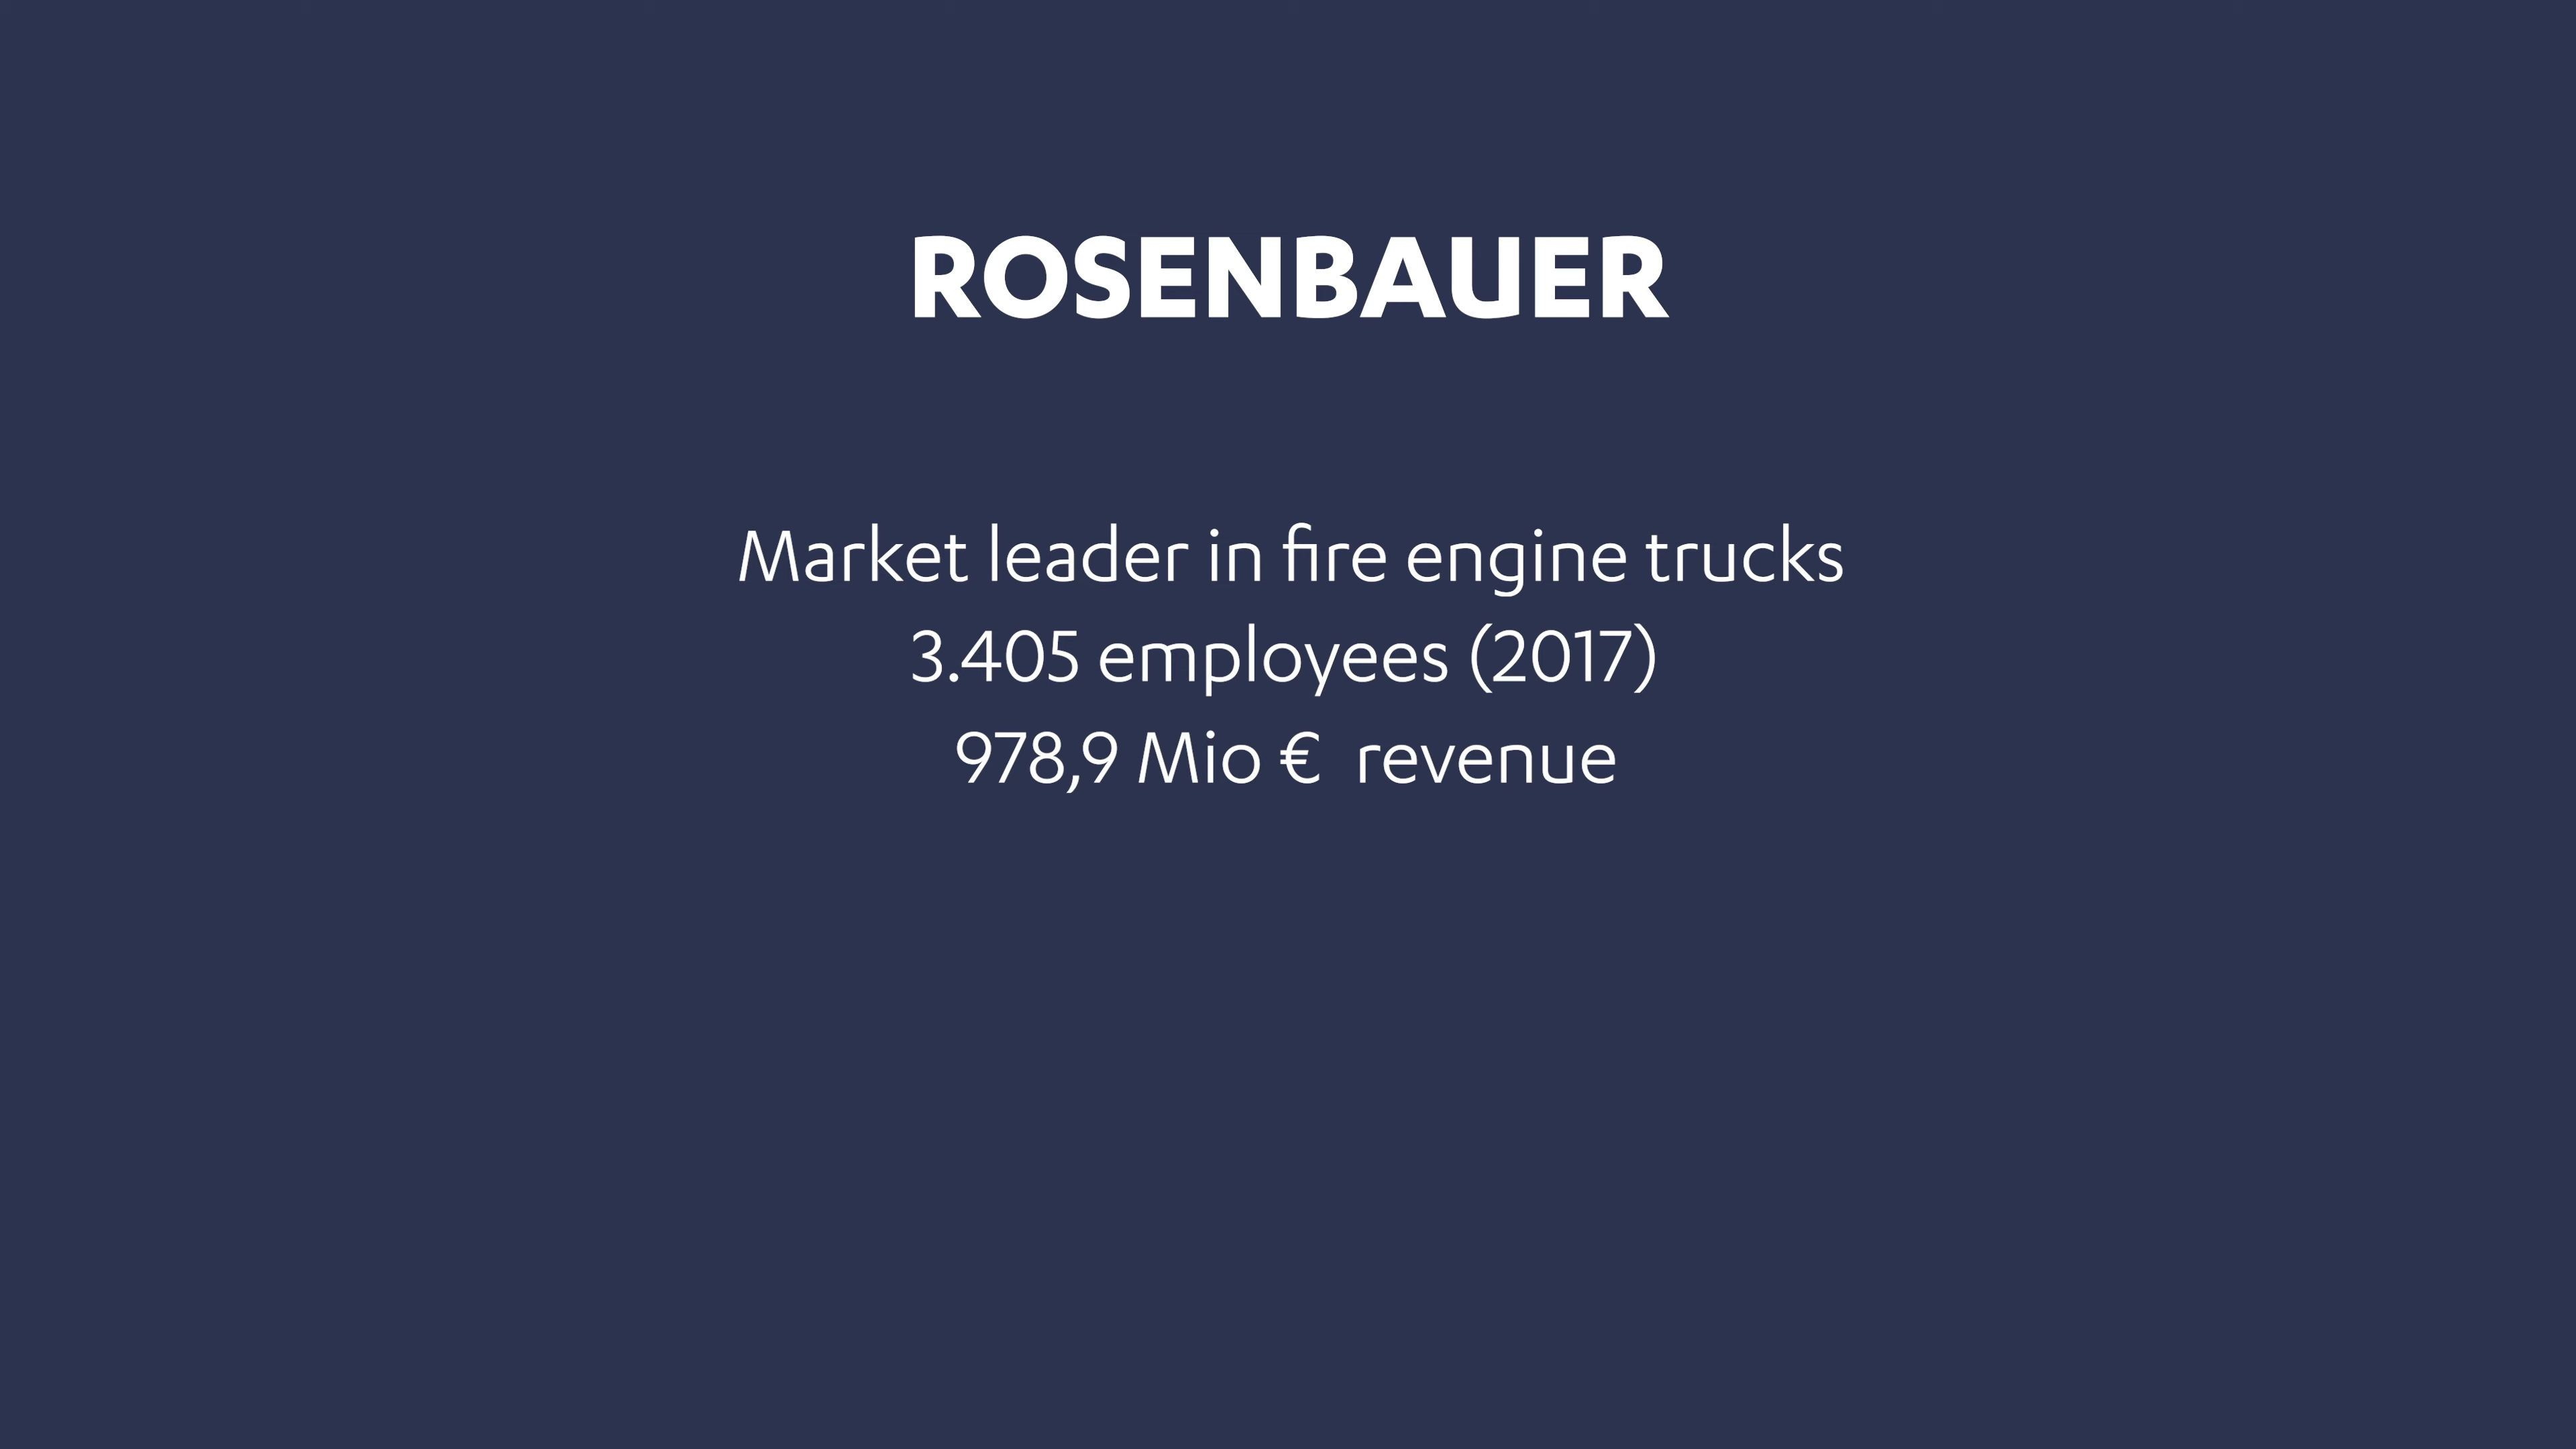 ROSENBAUER
Market leader in fire engine trucks
3.405 employees (2017)
978,9 Mio €  revenue